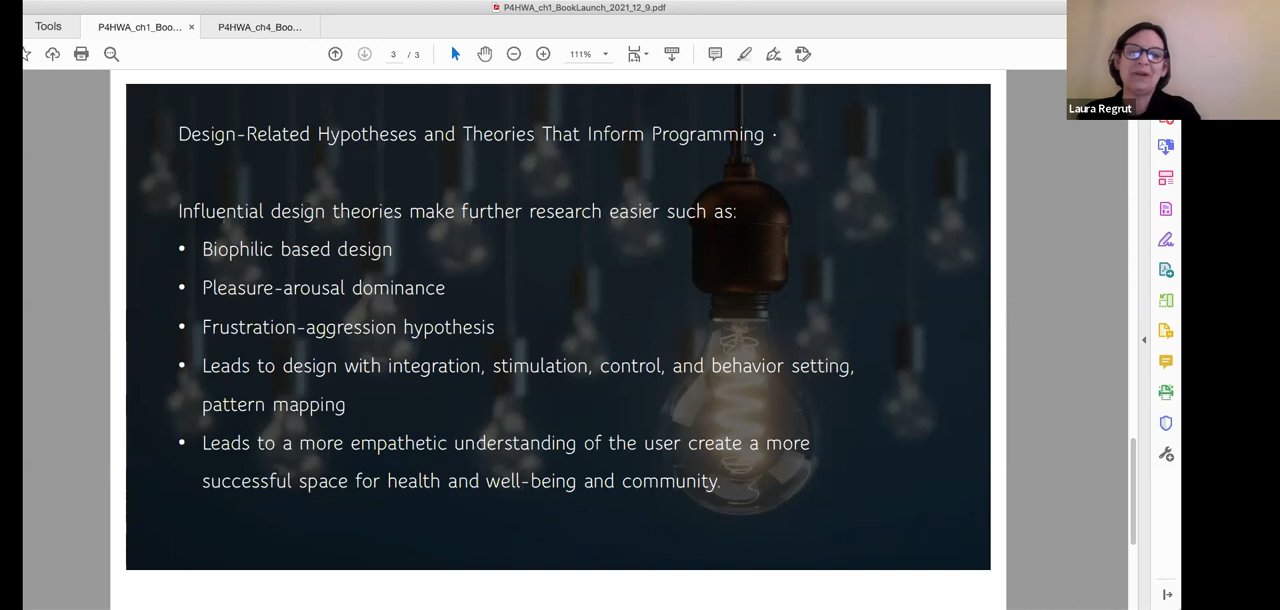 P4HWA_ch1_BookLaunch_2021_12_9.pdf
Tools
P4HWA_ch1_Boo... ×
P4HWA_ch4_Boo...
3 / 3
111%
Laura Regrut
Design-Related Hypotheses and Theories That Inform Programming ·
Influential design theories make further research easier such as:
• Biophilic based design
• Pleasure-arousal dominance
• Frustration-aggression hypothesis
• Leads to design with integration, stimulation, control, and behavior setting,
pattern mapping
• Leads to a more empathetic understanding of the user create a more
successful space for health and well-being and community.